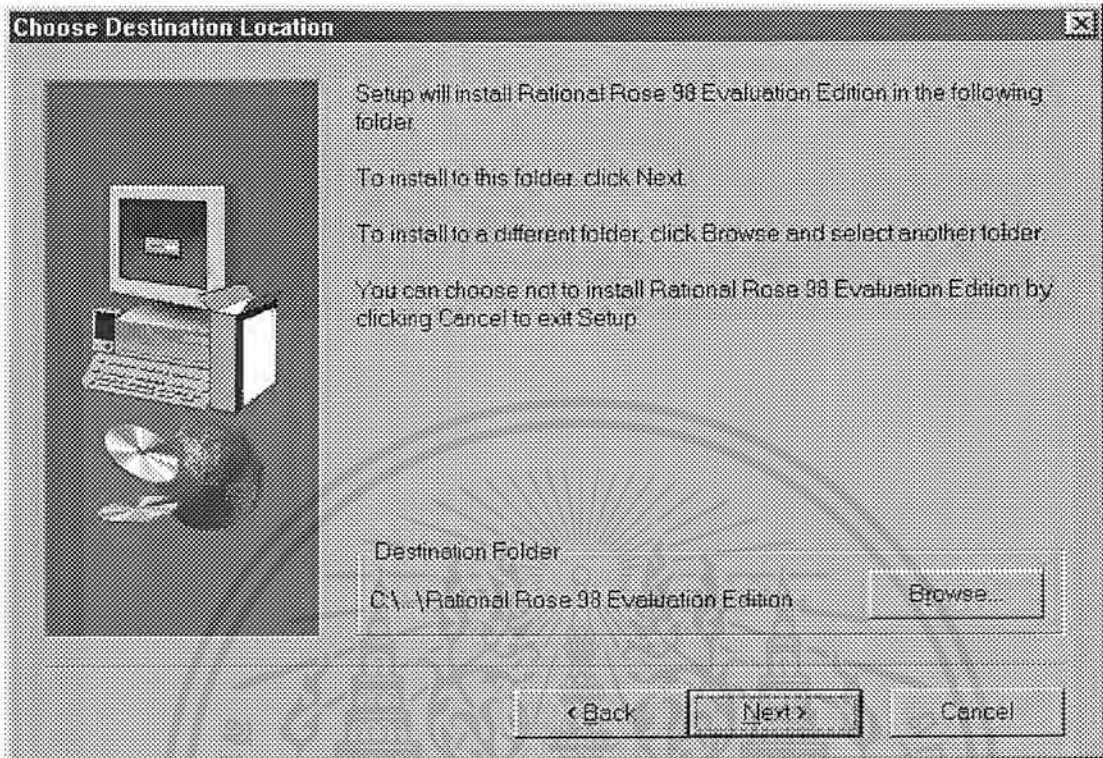 Choose Destination Location
Setup will install Rational Rose 98 Evaluation Edition in the following
folder.
To install to this folder, click Next.
To install to a different folder, click Browse and select another folder.
You can choose not to install Rational Rose 98 Evaluation Edition by
clicking Cancel to exit Setup.
Destination Folder
C:\...\Rational Rose 98 Evaluation Edition
Browse...
< Back
Next >
Cancel